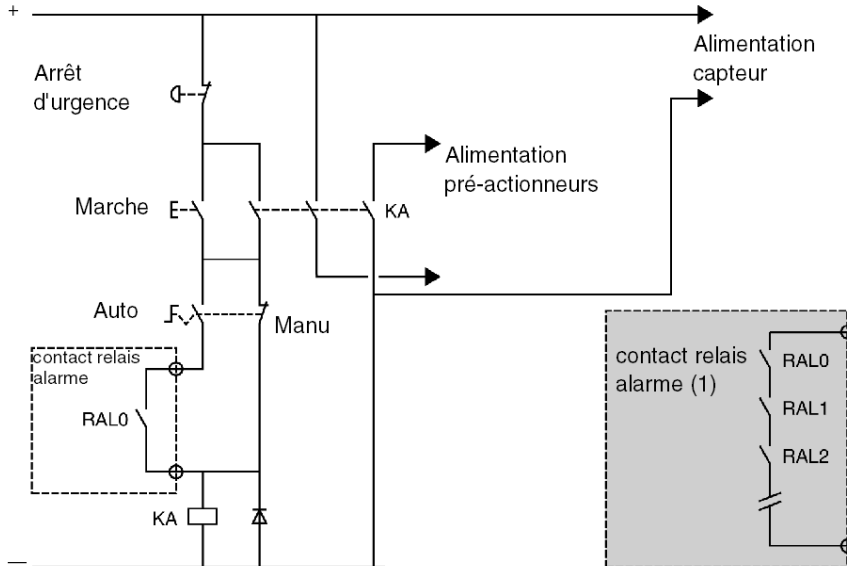 +
Alimentation
capteur
Arrêt
d'urgence
Alimentation
pré-actionneurs
Marche
KA
Auto
Manu
contact relais
alarme
RAL0
KA
contact relais
alarme (1)
RAL0
RAL1
RAL2
—